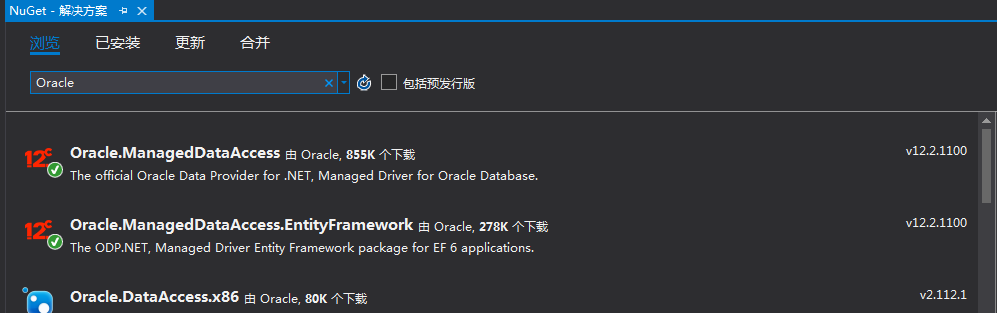 NuGet - 解决方案
浏览 已安装 更新 合并
Oracle 包括预发行版
12c Oracle.ManagedDataAccess 由 Oracle, 855K 个下载 v12.2.1100
The official Oracle Data Provider for .NET, Managed Driver for Oracle Database.
12c Oracle.ManagedDataAccess.EntityFramework 由 Oracle, 278K 个下载 v12.2.1100
The ODP.NET, Managed Driver Entity Framework package for EF 6 applications.
Oracle.DataAccess.x86 由 Oracle, 80K 个下载 v2.112.1